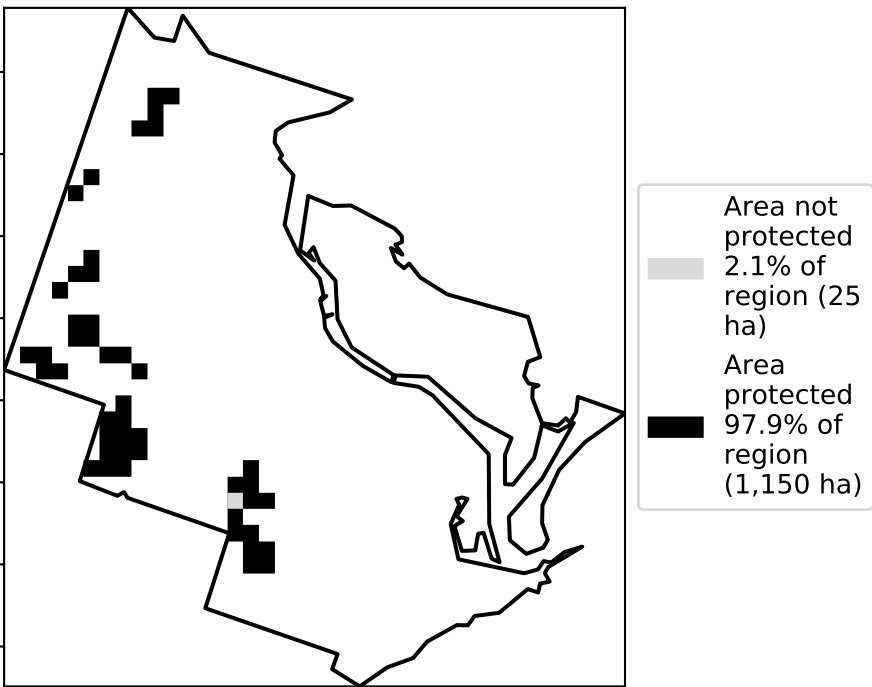 Area not
protected
2.1% of
region (25
ha)
Area
protected
97.9% of
region
(1,150 ha)